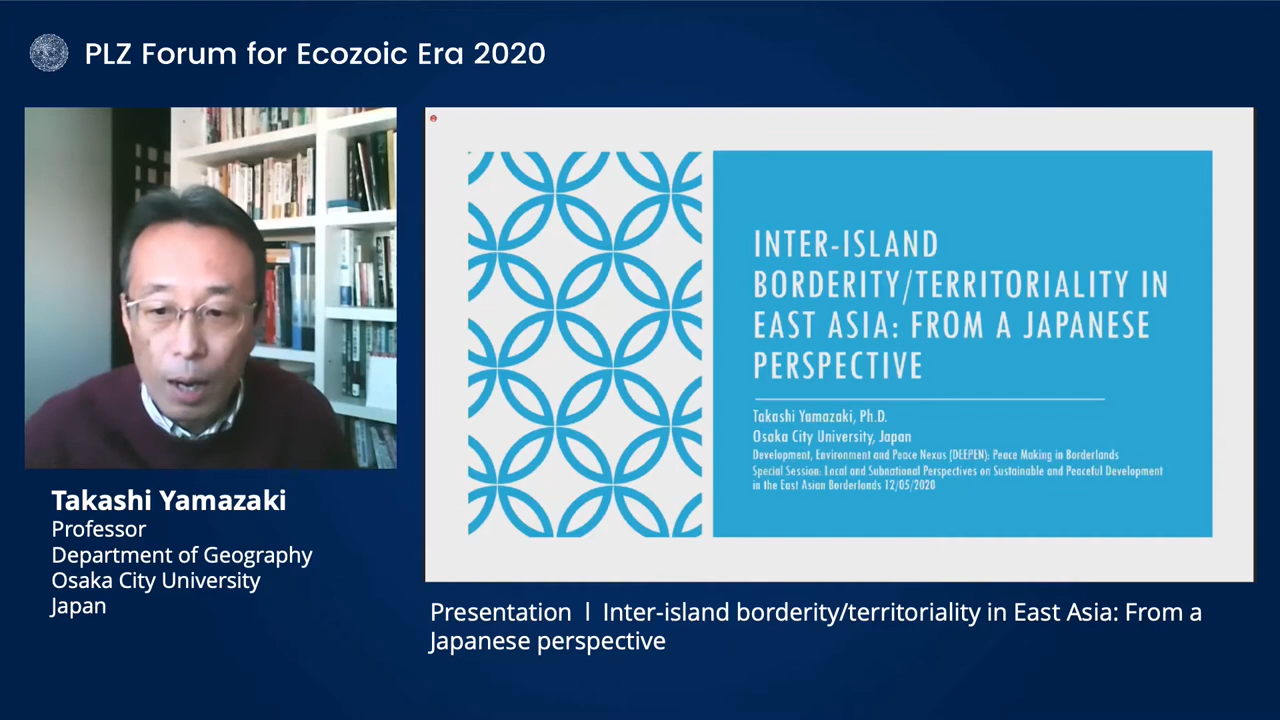 PLZ Forum for Ecozoic Era 2020
INTER-ISLAND
BORDERITY/TERRITORIALITY IN
EAST ASIA: FROM A JAPANESE
PERSPECTIVE
Takashi Yamazaki, Ph.D.
Osaka City University, Japan
Development, Environment and Peace Nexus (DEEPEN): Peace Making in Borderlands
Special Session: Local and Subnational Perspectives on Sustainable and Peaceful Development
in the East Asian Borderlands 12/05/2020
Takashi Yamazaki
Professor
Department of Geography
Osaka City University
Japan
Presentation l Inter-island borderity/territoriality in East Asia: From a
Japanese perspective